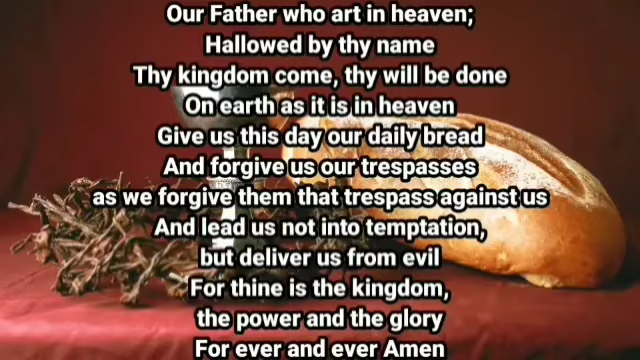 Our Father who art in heaven;
Hallowed by thy name
Thy kingdom come, thy will be done
On earth as it is in heaven
Give us this day our daily bread
And forgive us our trespasses
as we forgive them that trespass against us
And lead us not into temptation,
but deliver us from evil
For thine is the kingdom,
the power and the glory
For ever and ever Amen